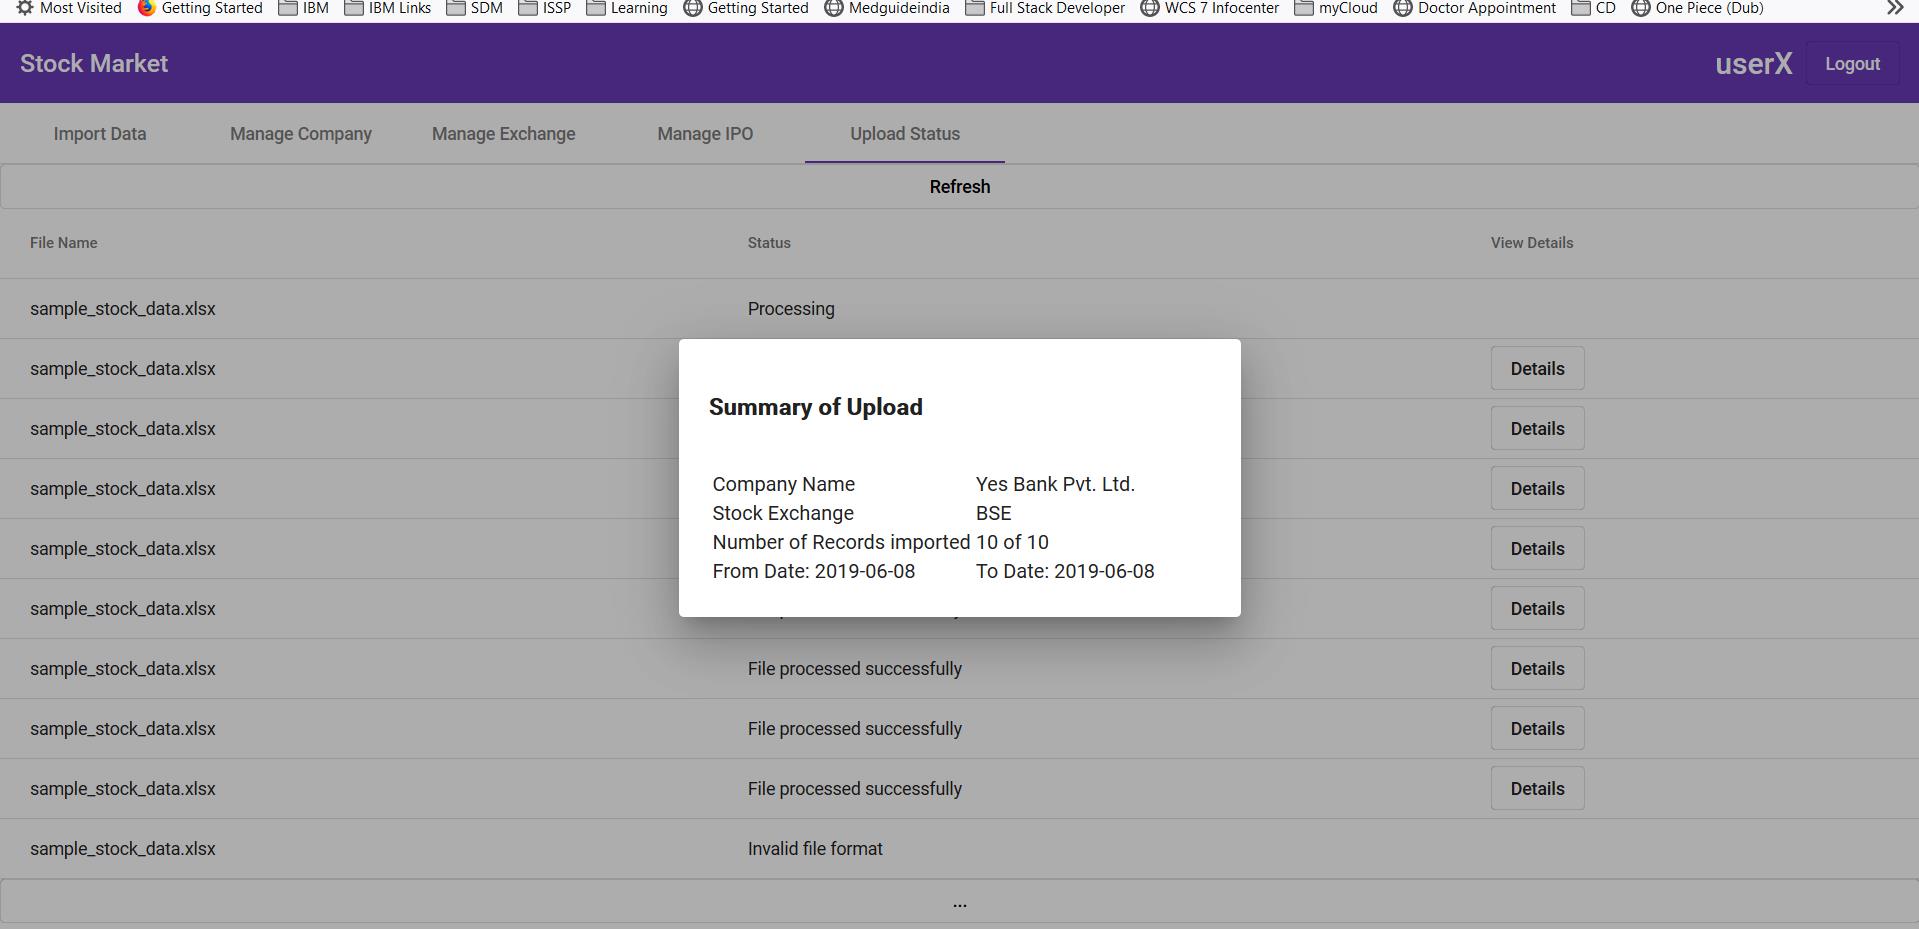 Most Visited Getting Started IBM IBM Links SDM ISSP Learning Getting Started Medguideindia Full Stack Developer WCS 7 Infocenter myCloud Doctor Appointment CD One Piece (Dub)
Stock Market userX Logout
Import Data Manage Company Manage Exchange Manage IPO Upload Status
Refresh
File Name Status View Details
sample_stock_data.xlsx Processing
sample_stock_data.xlsx Details
sample_stock_data.xlsx Details
sample_stock_data.xlsx Details
sample_stock_data.xlsx Details
sample_stock_data.xlsx Details
sample_stock_data.xlsx File processed successfully Details
sample_stock_data.xlsx File processed successfully Details
sample_stock_data.xlsx File processed successfully Details
sample_stock_data.xlsx Invalid file format
...
Summary of Upload
Company Name Yes Bank Pvt. Ltd.
Stock Exchange BSE
Number of Records imported 10 of 10
From Date: 2019-06-08 To Date: 2019-06-08